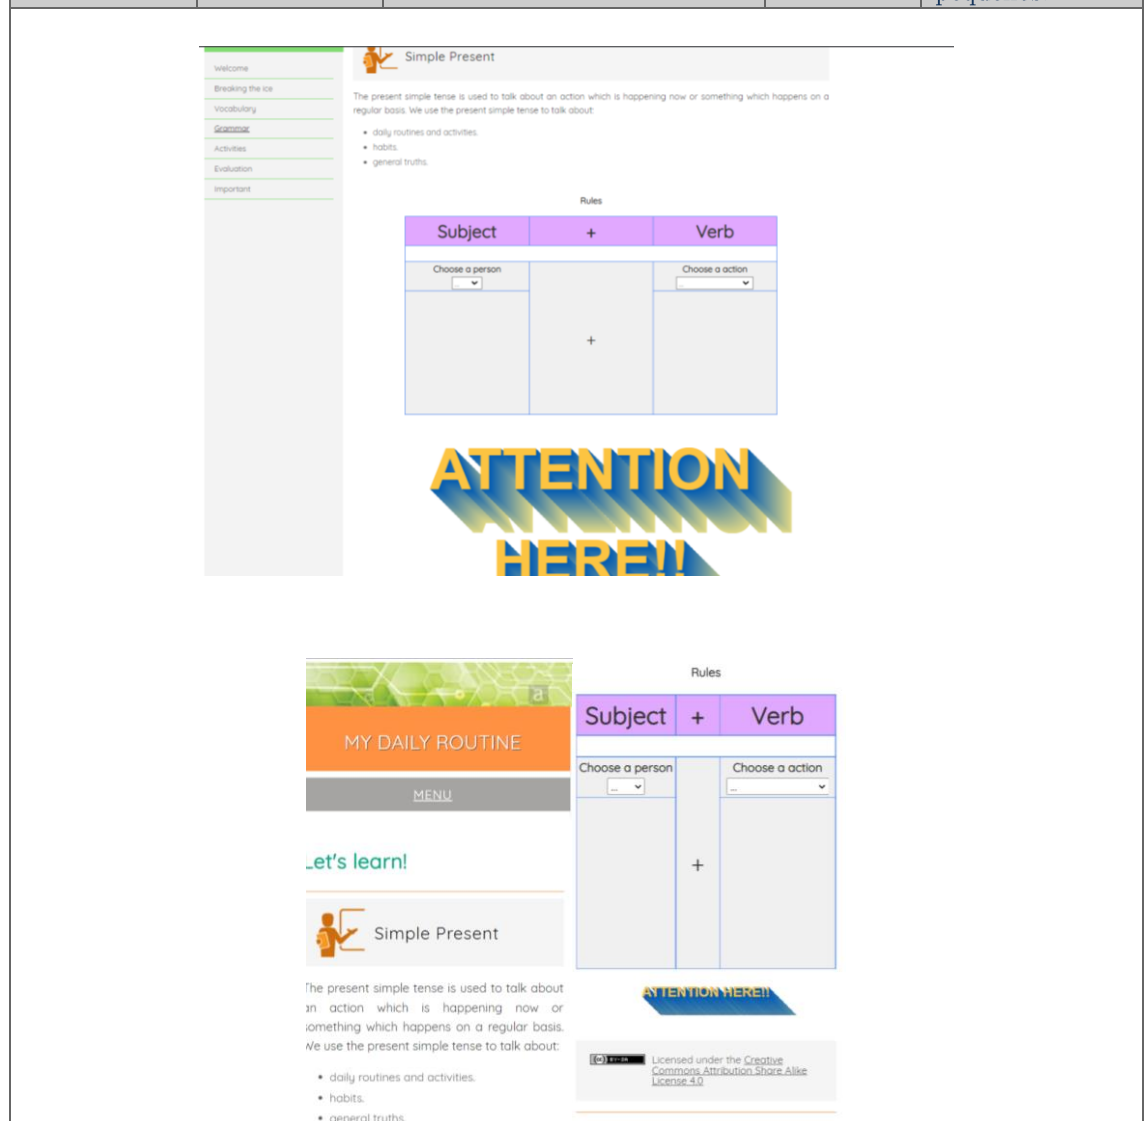 pequeños
Welcome
Breaking the ice
Vocabulary
Grammar
Activities
Evaluation
Important
Simple Present
The present simple tense is used to talk about an action which is happening now or something which happens on a
regular basis. We use the present simple tense to talk about:
daily routines and activities.
habits.
general truths.
Rules
Subject + Verb
Choose a person
...
Choose a action
...
+
ATTENTION
HERE!!
a
MY DAILY ROUTINE
MENU
Let's learn!
Simple Present
The present simple tense is used to talk about
an action which is happening now or
something which happens on a regular basis.
We use the present simple tense to talk about:
daily routines and activities.
habits.
general truths.
Rules
Subject + Verb
Choose a person
...
Choose a action
...
+
ATTENTION HERE!!
(cc) BY-SA
Licensed under the Creative
Commons Attribution Share Alike
License 4.0